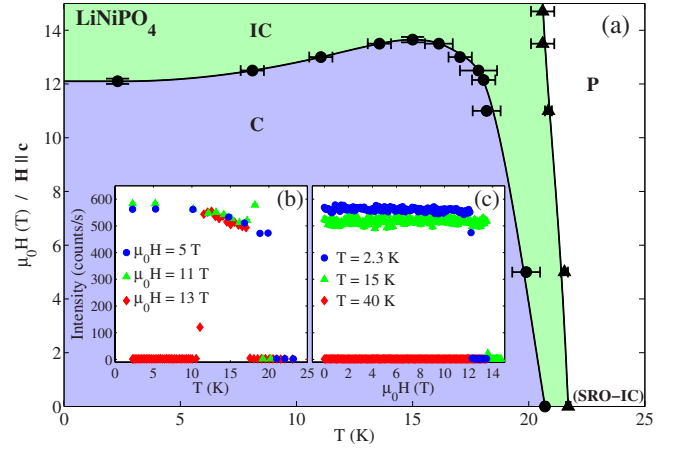 LiNiPO4
IC
(a)
P
C
(SRO−IC)
μ0H (T) / H || c
14
12
10
8
6
4
2
0
0
5
10
15
20
25
T (K)
(b)
Intensity (counts/s)
600
500
400
300
200
100
0
μ0H = 5 T
μ0H = 11 T
μ0H = 13 T
0
5
10
15
20
25
T (K)
(c)
T = 2.3 K
T = 15 K
T = 40 K
0
2
4
6
8
10
12
14
μ0H (T)